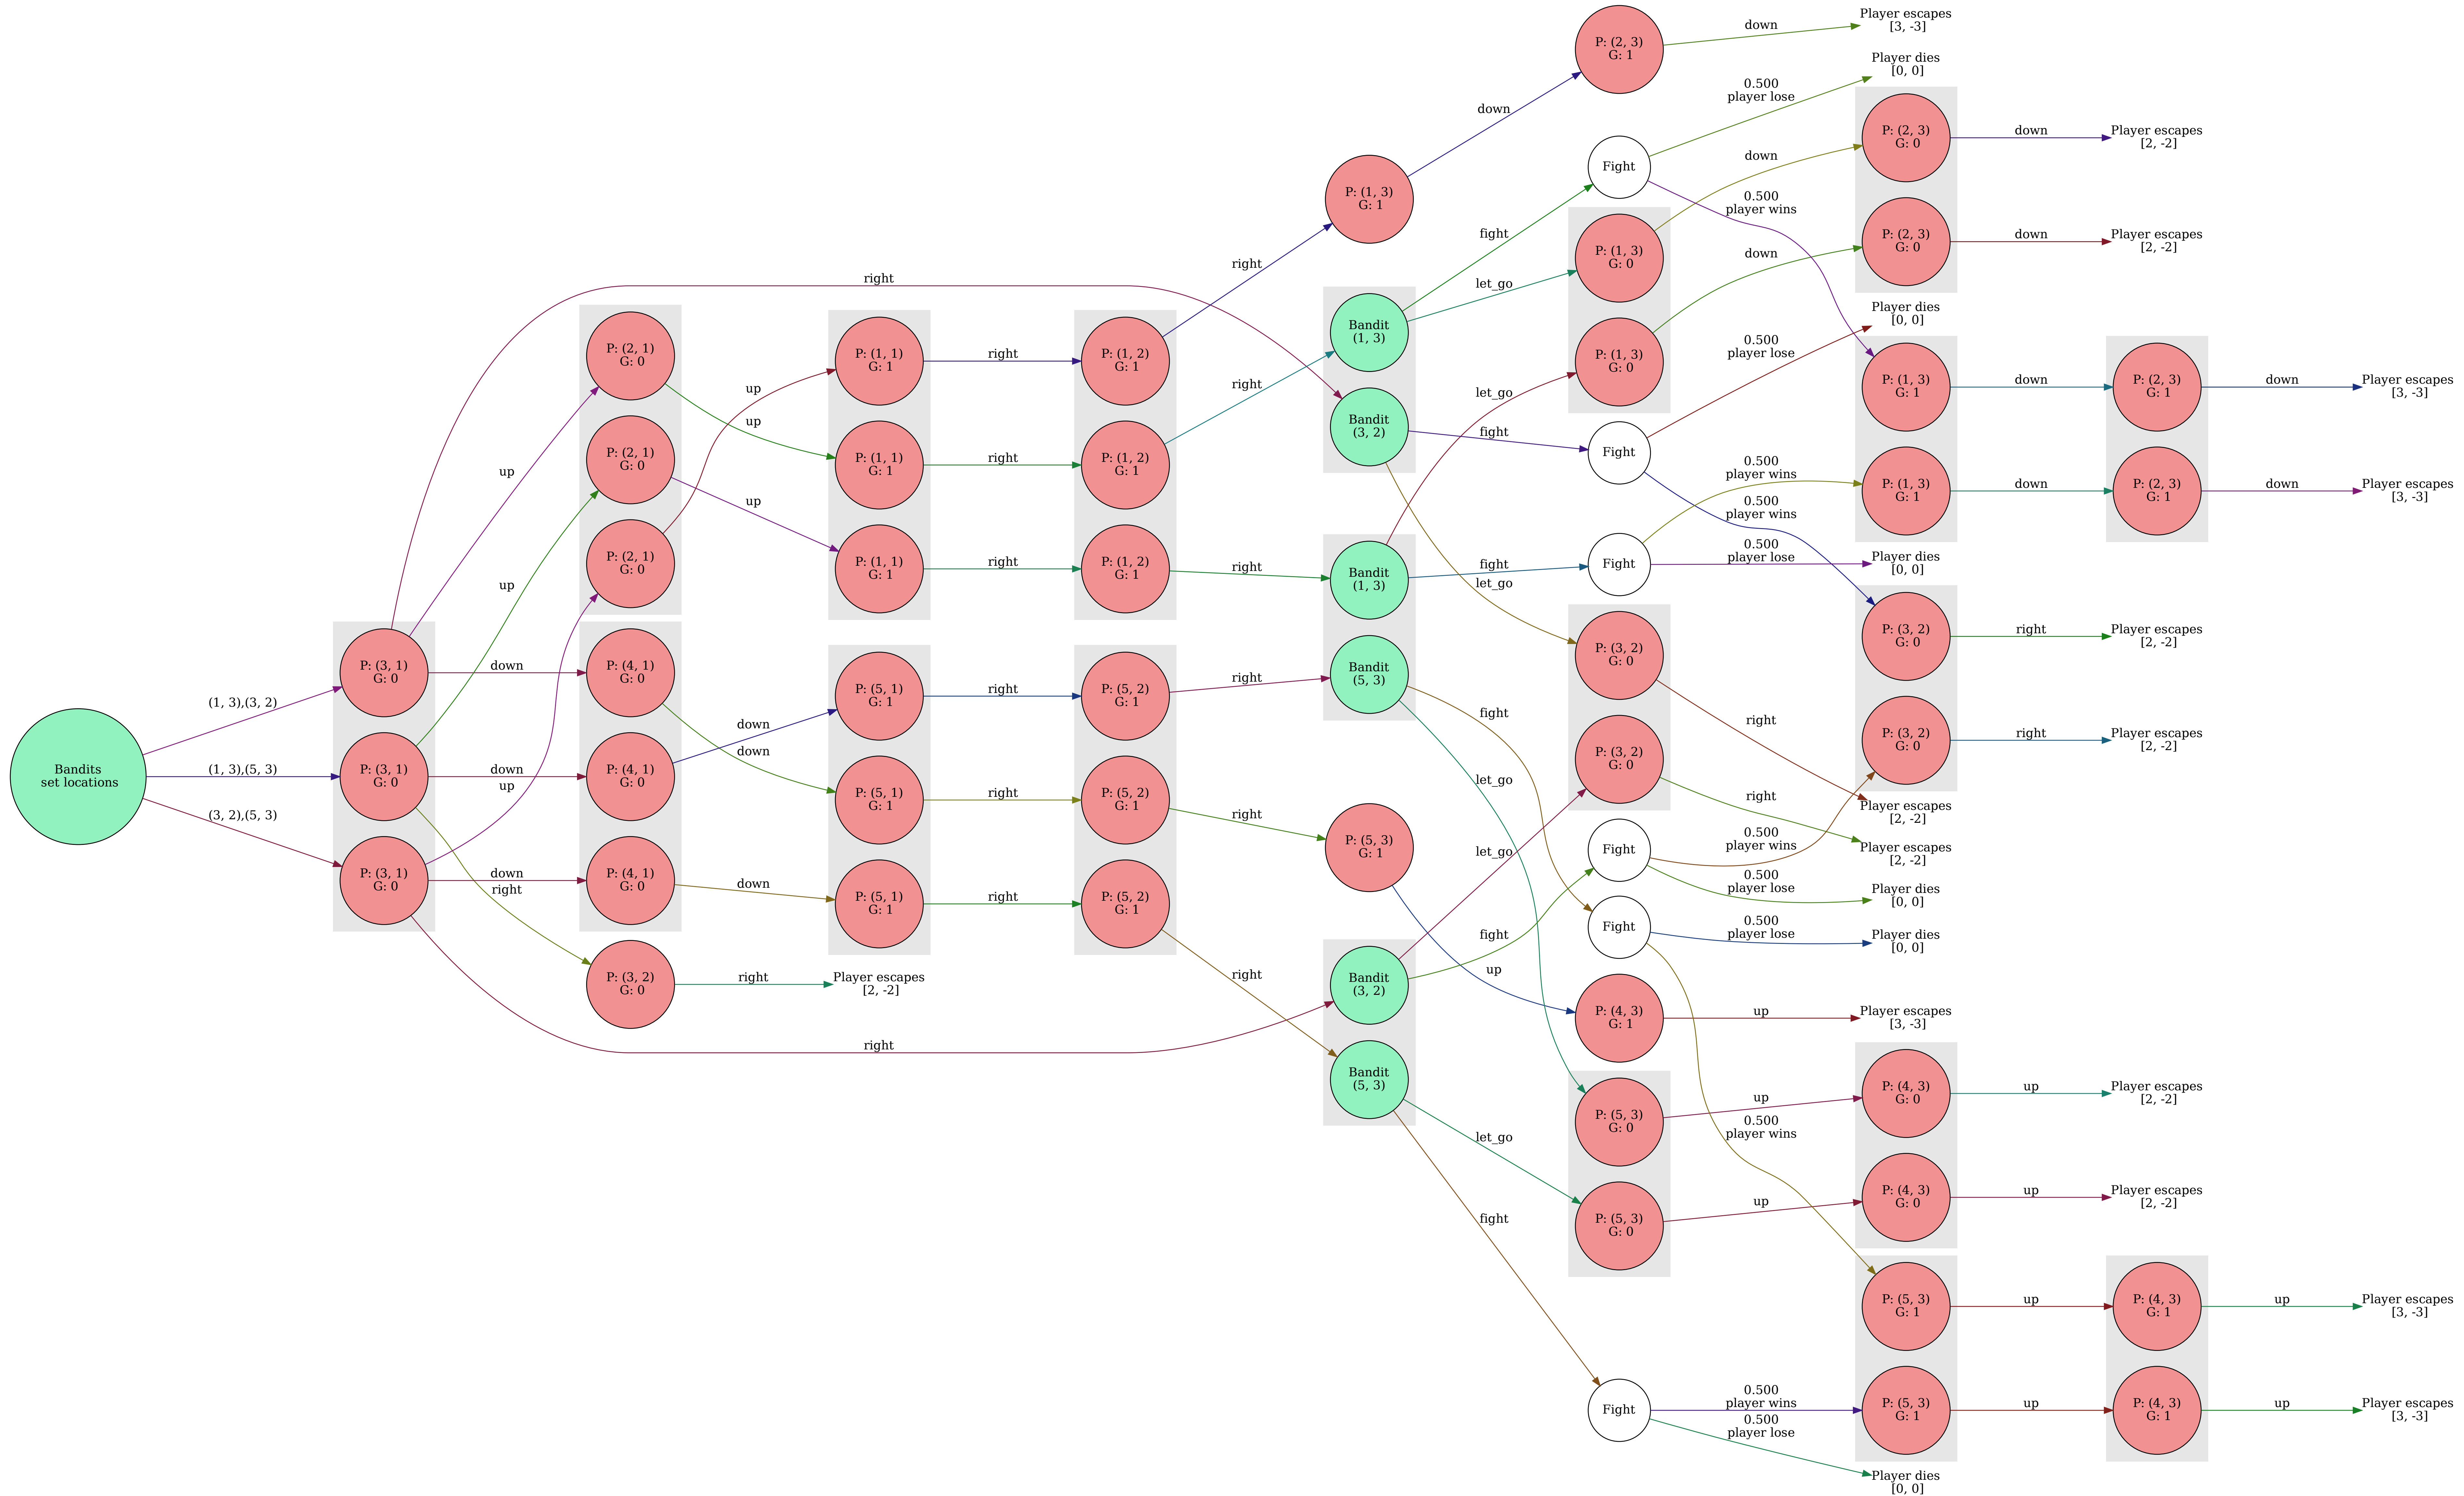 Bandits
set locations
(1, 3),(3, 2)
(1, 3),(5, 3)
(3, 2),(5, 3)
P: (3, 1)
G: 0
P: (3, 1)
G: 0
P: (3, 1)
G: 0
right
up
up
down
down
up
down
right
right
P: (2, 1)
G: 0
P: (2, 1)
G: 0
P: (2, 1)
G: 0
P: (4, 1)
G: 0
P: (4, 1)
G: 0
P: (4, 1)
G: 0
P: (3, 2)
G: 0
up
up
up
down
down
down
right
P: (1, 1)
G: 1
P: (1, 1)
G: 1
P: (1, 1)
G: 1
P: (5, 1)
G: 1
P: (5, 1)
G: 1
P: (5, 1)
G: 1
Player escapes
[2, -2]
right
right
right
right
right
right
P: (1, 2)
G: 1
P: (1, 2)
G: 1
P: (1, 2)
G: 1
P: (5, 2)
G: 1
P: (5, 2)
G: 1
P: (5, 2)
G: 1
right
right
right
right
right
right
P: (1, 3)
G: 1
Bandit
(1, 3)
Bandit
(3, 2)
Bandit
(1, 3)
Bandit
(5, 3)
P: (5, 3)
G: 1
Bandit
(3, 2)
Bandit
(5, 3)
down
fight
let_go
let_go
fight
fight
let_go
fight
let_go
let_go
fight
up
let_go
fight
P: (2, 3)
G: 1
Fight
P: (1, 3)
G: 0
P: (1, 3)
G: 0
Fight
Fight
P: (3, 2)
G: 0
P: (3, 2)
G: 0
Fight
Fight
P: (4, 3)
G: 1
P: (5, 3)
G: 0
P: (5, 3)
G: 0
Fight
down
0.500
player lose
down
0.500
player wins
down
0.500
player lose
0.500
player wins
0.500
player wins
0.500
player lose
right
right
0.500
player wins
0.500
player lose
0.500
player lose
up
up
0.500
player wins
up
0.500
player wins
0.500
player lose
Player escapes
[3, -3]
Player dies
[0, 0]
P: (2, 3)
G: 0
P: (2, 3)
G: 0
Player dies
[0, 0]
P: (1, 3)
G: 1
P: (1, 3)
G: 1
Player dies
[0, 0]
P: (3, 2)
G: 0
P: (3, 2)
G: 0
Player escapes
[2, -2]
Player escapes
[2, -2]
Player dies
[0, 0]
Player dies
[0, 0]
Player escapes
[3, -3]
P: (4, 3)
G: 0
P: (4, 3)
G: 0
P: (5, 3)
G: 1
P: (5, 3)
G: 1
Player dies
[0, 0]
down
down
down
down
right
right
up
up
up
up
Player escapes
[2, -2]
Player escapes
[2, -2]
P: (2, 3)
G: 1
P: (2, 3)
G: 1
Player escapes
[2, -2]
Player escapes
[2, -2]
Player escapes
[2, -2]
Player escapes
[2, -2]
P: (4, 3)
G: 1
P: (4, 3)
G: 1
down
down
up
up
Player escapes
[3, -3]
Player escapes
[3, -3]
Player escapes
[3, -3]
Player escapes
[3, -3]